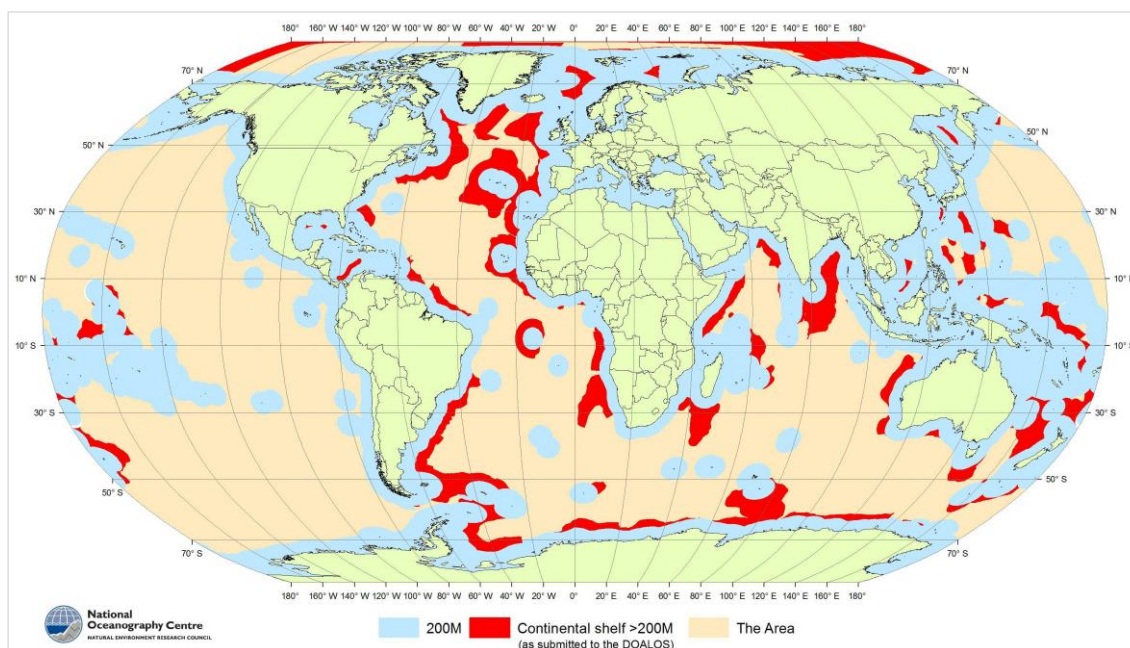 180° 160° W 140° W 120° W 100° W 80° W 60° W 40° W 20° W 0° 20° E 40° E 60° E 80° E 100° E 120° E 140° E 160° E 180°
70° N 70° N
50° N 50° N
30° N 30° N
10° N 10° N
10° S 10° S
30° S 30° S
50° S 50° S
70° S 70° S
180° 160° W 140° W 120° W 100° W 80° W 60° W 40° W 20° W 0° 20° E 40° E 60° E 80° E 100° E 120° E 140° E 160° E 180°
National
Oceanography Centre
NATURAL ENVIRONMENT RESEARCH COUNCIL
200M
Continental shelf >200M
(as submitted to the DOALOS)
The Area